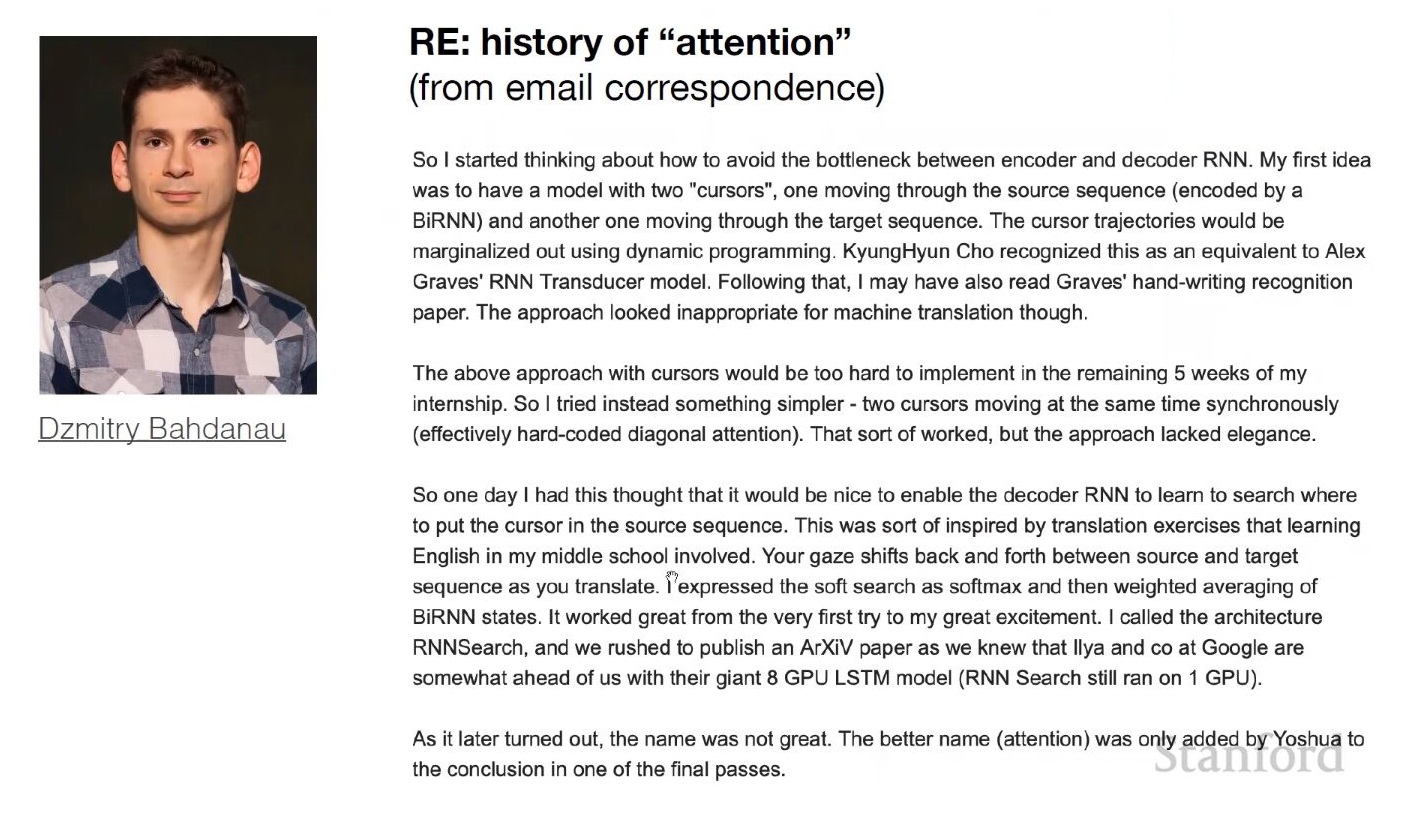 RE: history of “attention”
(from email correspondence)
So I started thinking about how to avoid the bottleneck between encoder and decoder RNN. My first idea
was to have a model with two "cursors", one moving through the source sequence (encoded by a
BiRNN) and another one moving through the target sequence. The cursor trajectories would be
marginalized out using dynamic programming. KyungHyun Cho recognized this as an equivalent to Alex
Graves' RNN Transducer model. Following that, I may have also read Graves' hand-writing recognition
paper. The approach looked inappropriate for machine translation though.
The above approach with cursors would be too hard to implement in the remaining 5 weeks of my
internship. So I tried instead something simpler - two cursors moving at the same time synchronously
(effectively hard-coded diagonal attention). That sort of worked, but the approach lacked elegance.
So one day I had this thought that it would be nice to enable the decoder RNN to learn to search where
to put the cursor in the source sequence. This was sort of inspired by translation exercises that learning
English in my middle school involved. Your gaze shifts back and forth between source and target
sequence as you translate. I expressed the soft search as softmax and then weighted averaging of
BiRNN states. It worked great from the very first try to my great excitement. I called the architecture
RNNSearch, and we rushed to publish an ArXiV paper as we knew that Ilya and co at Google are
somewhat ahead of us with their giant 8 GPU LSTM model (RNN Search still ran on 1 GPU).
As it later turned out, the name was not great. The better name (attention) was only added by Yoshua to
the conclusion in one of the final passes.
Dzmitry Bahdanau
Stanford